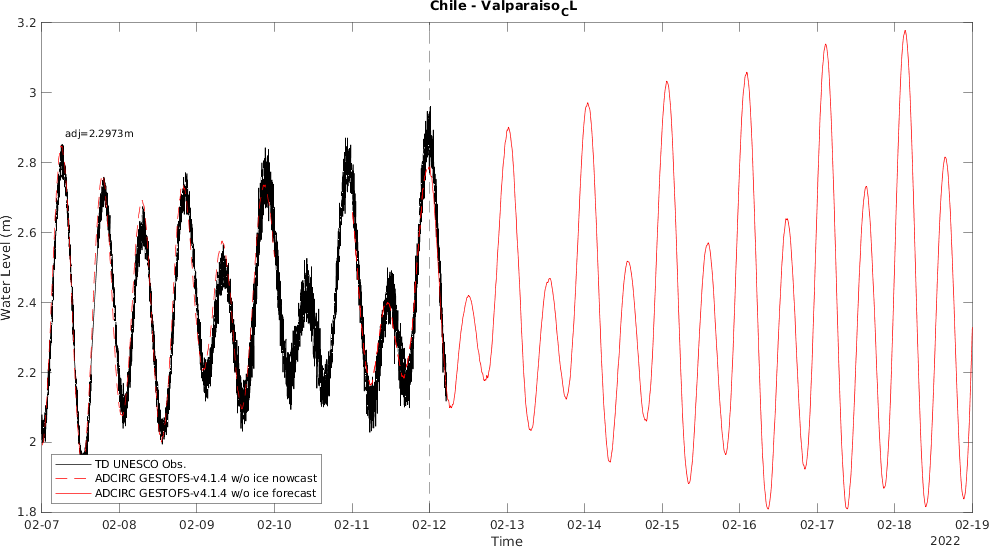 Chile - Valparaiso_CL
3.2
3
2.8
2.6
2.4
2.2
2
1.8
Water Level (m)
adj=2.2973m
TD UNESCO Obs.
ADCIRC GESTOFS-v4.1.4 w/o ice nowcast
ADCIRC GESTOFS-v4.1.4 w/o ice forecast
02-07 02-08 02-09 02-10 02-11 02-12 02-13 02-14 02-15 02-16 02-17 02-18 02-19
Time
2022